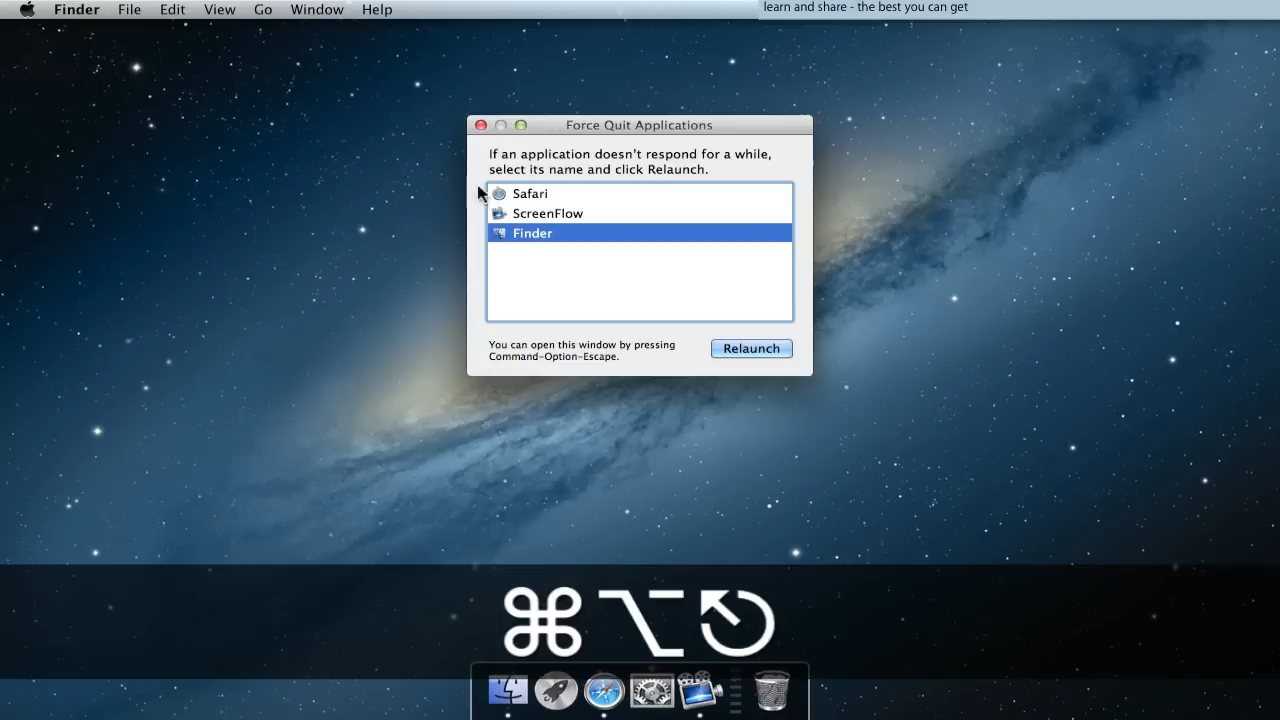 Finder File Edit View Go Window Help
learn and share - the best you can get
Force Quit Applications
If an application doesn't respond for a while,
select its name and click Relaunch.
Safari
ScreenFlow
Finder
You can open this window by pressing
Command-Option-Escape.
Relaunch
⌘⌥⎋